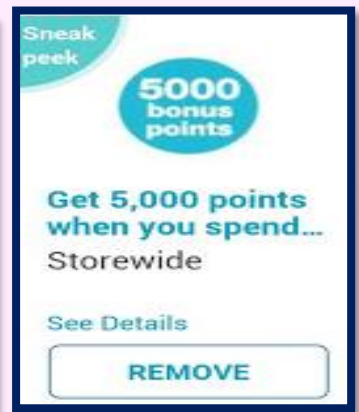 Sneak
peek
5000
bonus
points
Get 5,000 points
when you spend...
Storewide
See Details
REMOVE